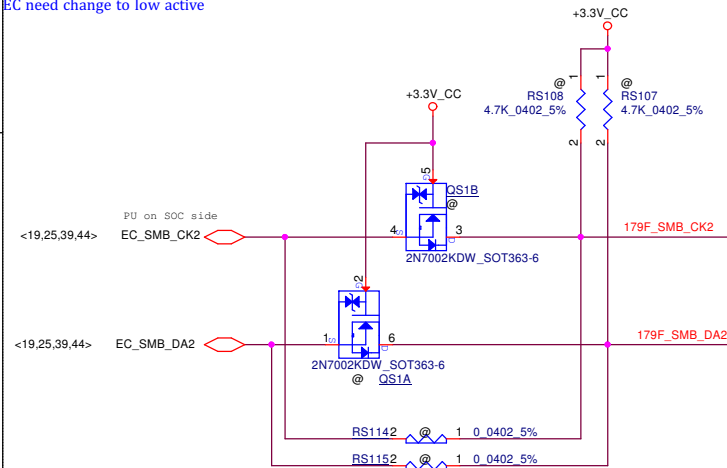 EC need change to low active
+3.3V_CC
@ 1 1 @
RS108 RS107
4.7K_0402_5% 4.7K_0402_5%
2 2
+3.3V_CC
5
G
QS1B
@
PU on SOC side
<19,25,39,44> EC_SMB_CK2 4 S D 3 179F_SMB_CK2
2N7002KDW_SOT363-6
2
G
<19,25,39,44> EC_SMB_DA2 1 S D 6 179F_SMB_DA2
2N7002KDW_SOT363-6
@ QS1A
RS114 2 @ 1 0_0402_5%
RS115 2 @ 1 0_0402_5%